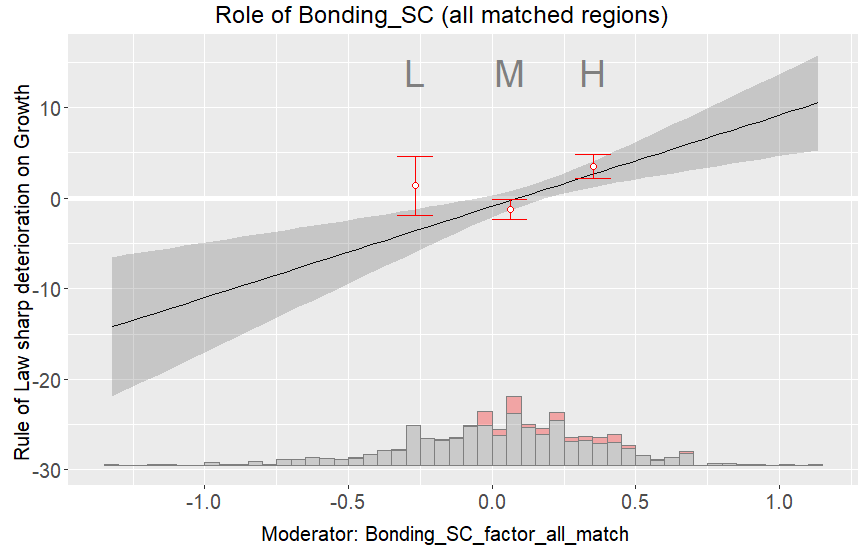 Role of Bonding_SC (all matched regions)
L M H
Rule of Law sharp deterioration on Growth
10
0
-10
-20
-30
-1.0 -0.5 0.0 0.5 1.0
Moderator: Bonding_SC_factor_all_match